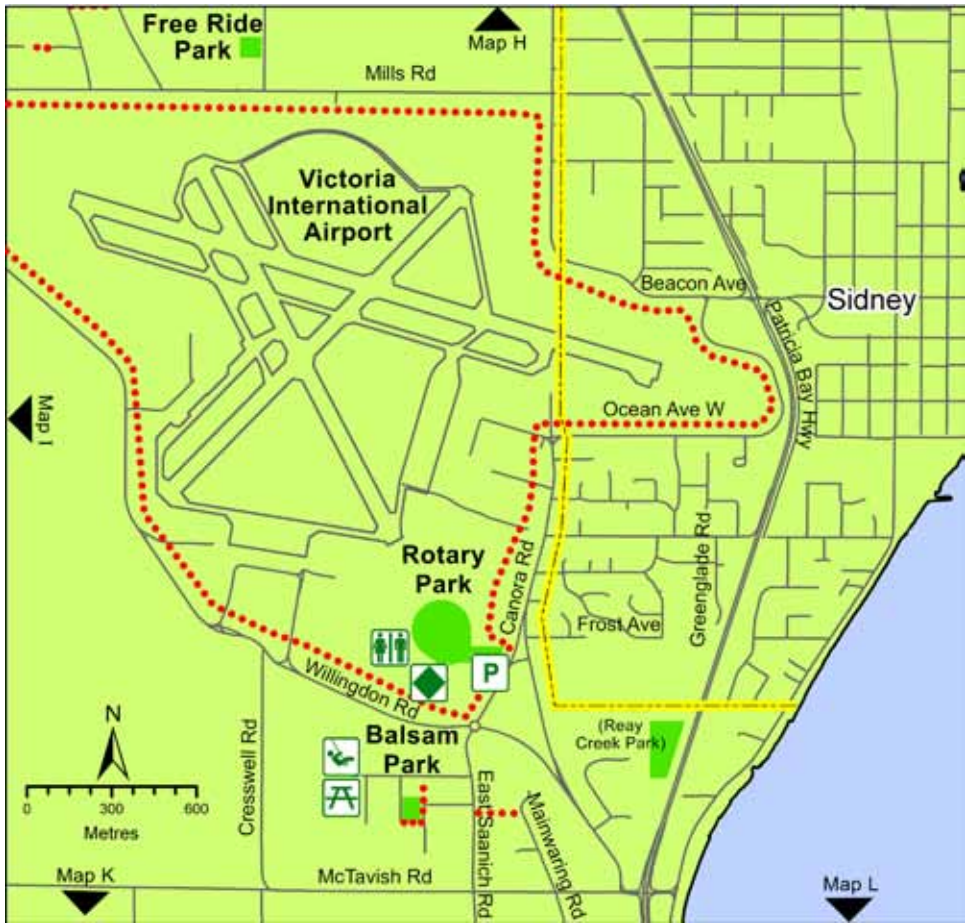 Free Ride
Park
Map H
Mills Rd
Victoria
International
Airport
Beacon Ave
Sidney
Patricia Bay Hwy
Map I
Ocean Ave W
Rotary
Park
Canora Rd
Greenglade Rd
Frost Ave
P
Willingdon Rd
(Reay
Creek Park)
N
Cresswell Rd
Balsam
Park
0 300 600
Metres
East Saanich Rd
Mainwaring Rd
McTavish Rd
Map K
Map L